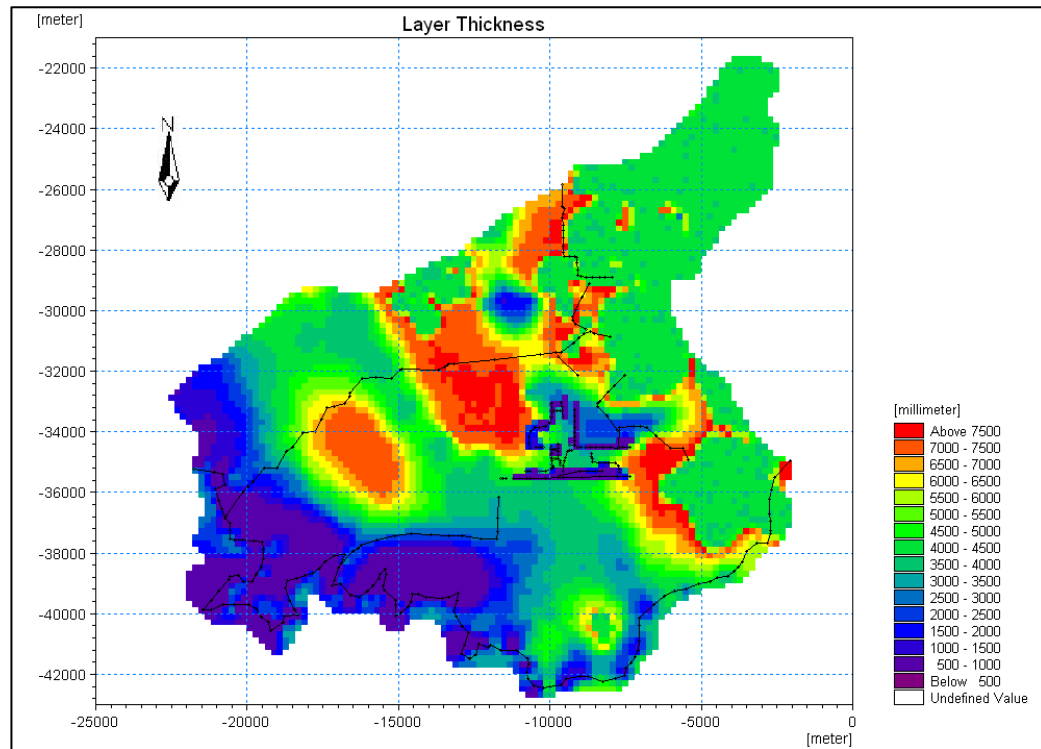 [meter]
Layer Thickness
-22000
-24000
N
-26000
-28000
-30000
-32000
-34000
-36000
-38000
-40000
-42000
-25000
-20000
-15000
-10000
-5000
0
[meter]
[millimeter]
Above 7500
7000 - 7500
6500 - 7000
6000 - 6500
5500 - 6000
5000 - 5500
4500 - 5000
4000 - 4500
3500 - 4000
3000 - 3500
2500 - 3000
2000 - 2500
1500 - 2000
1000 - 1500
500 - 1000
Below 500
Undefined Value